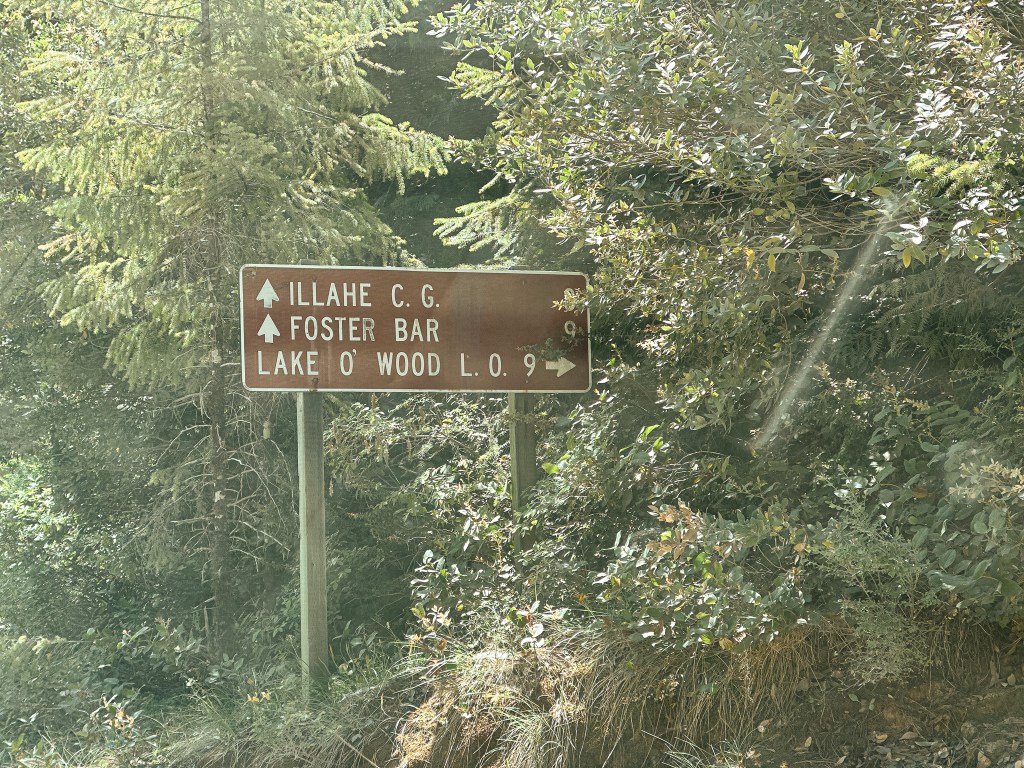 ILLAHE C. G.
FOSTER BAR 9
LAKE O' WOOD L. O. 9